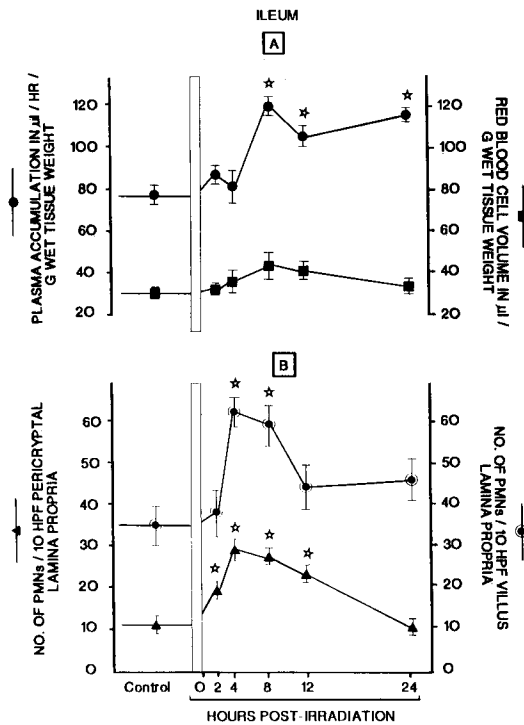 ILEUM
A
PLASMA ACCUMULATION IN µl / HR /
G WET TISSUE WEIGHT
120
100
80
60
40
20
120
100
80
60
40
20
RED BLOOD CELL VOLUME IN µl /
G WET TISSUE WEIGHT
B
NO. OF PMNs / 10 HPF PERICRYPTAL
LAMINA PROPRIA
60
50
40
30
20
10
0
60
50
40
30
20
10
0
NO. OF PMNs / 10 HPF VILLUS
LAMINA PROPRIA
Control 0 2 4 8 12 24
HOURS POST-IRRADIATION